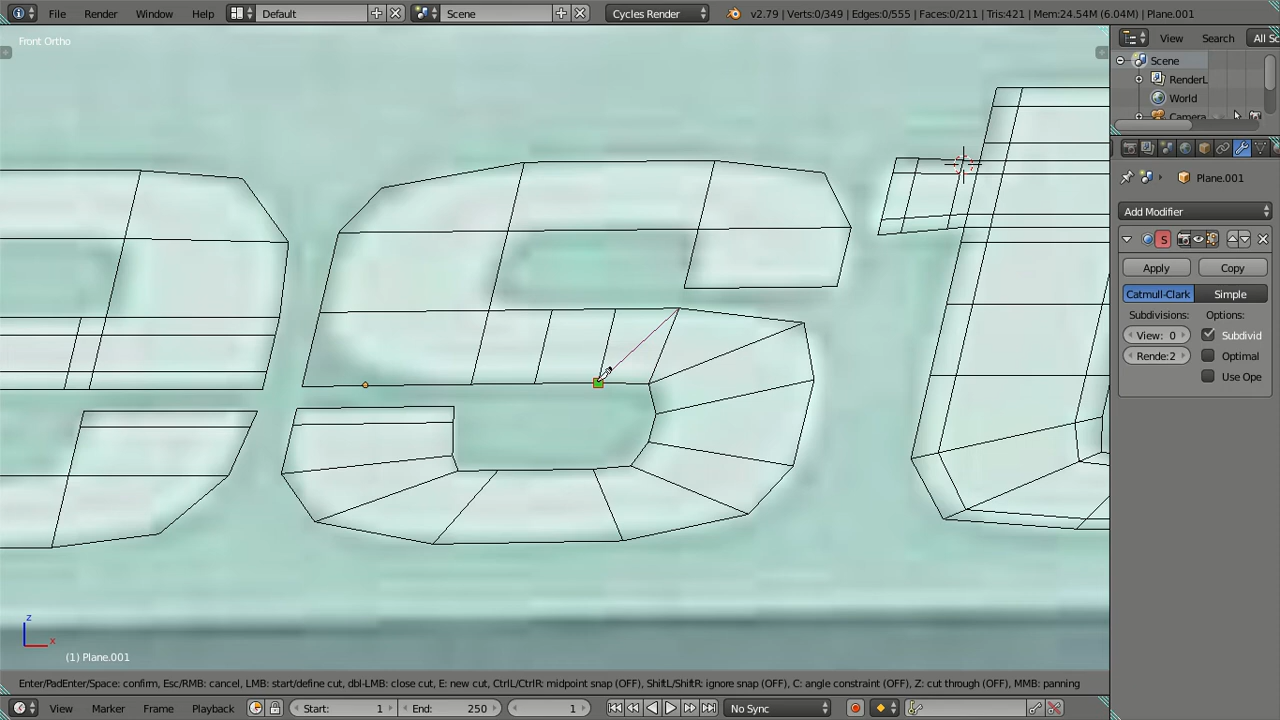 File Render Window Help Default Scene Cycles Render v2.79 | Verts:0/349 | Edges:0/555 | Faces:0/211 | Tris:421 | Mem:24.54M (6.04M) | Plane.001
Front Ortho
View Search All Sc
Scene
RenderL
World
Camera
Plane.001
Add Modifier
S
Apply Copy
Catmull-Clark Simple
Subdivisions: Options:
View: 0 Subdivid
Rende:2 Optimal
Use Ope
z
x
(1) Plane.001
Enter/PadEnter/Space: confirm, Esc/RMB: cancel, LMB: start/define cut, dbl-LMB: close cut, E: new cut, CtrlL/CtrlR: midpoint snap (OFF), ShiftL/ShiftR: ignore snap (OFF), C: angle constraint (OFF), Z: cut through (OFF), MMB: panning
View Marker Frame Playback Start: 1 End: 250 1 No Sync